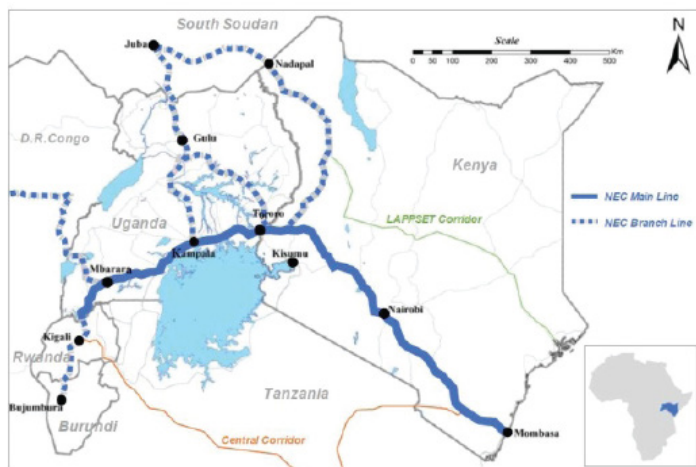 South Soudan
Scale
N
Juba
Nadapal
0 25 50 100 200 300 400 500 Km
D.R.Congo
Gulu
Kenya
NEC Main Line
NEC Branch Line
LAPPSET Corridor
Uganda
Tororo
Kampala
Kisumu
Mbarara
Nairobi
Kigali
Rwanda
Tanzania
Bujumbura
Burundi
Central Corridor
Mombasa